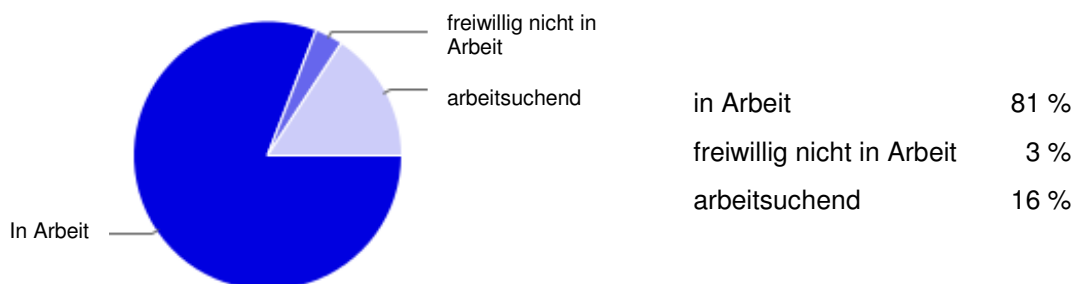 freiwillig nicht in
Arbeit
arbeitsuchend
In Arbeit
in Arbeit 81 %
freiwillig nicht in Arbeit 3 %
arbeitsuchend 16 %